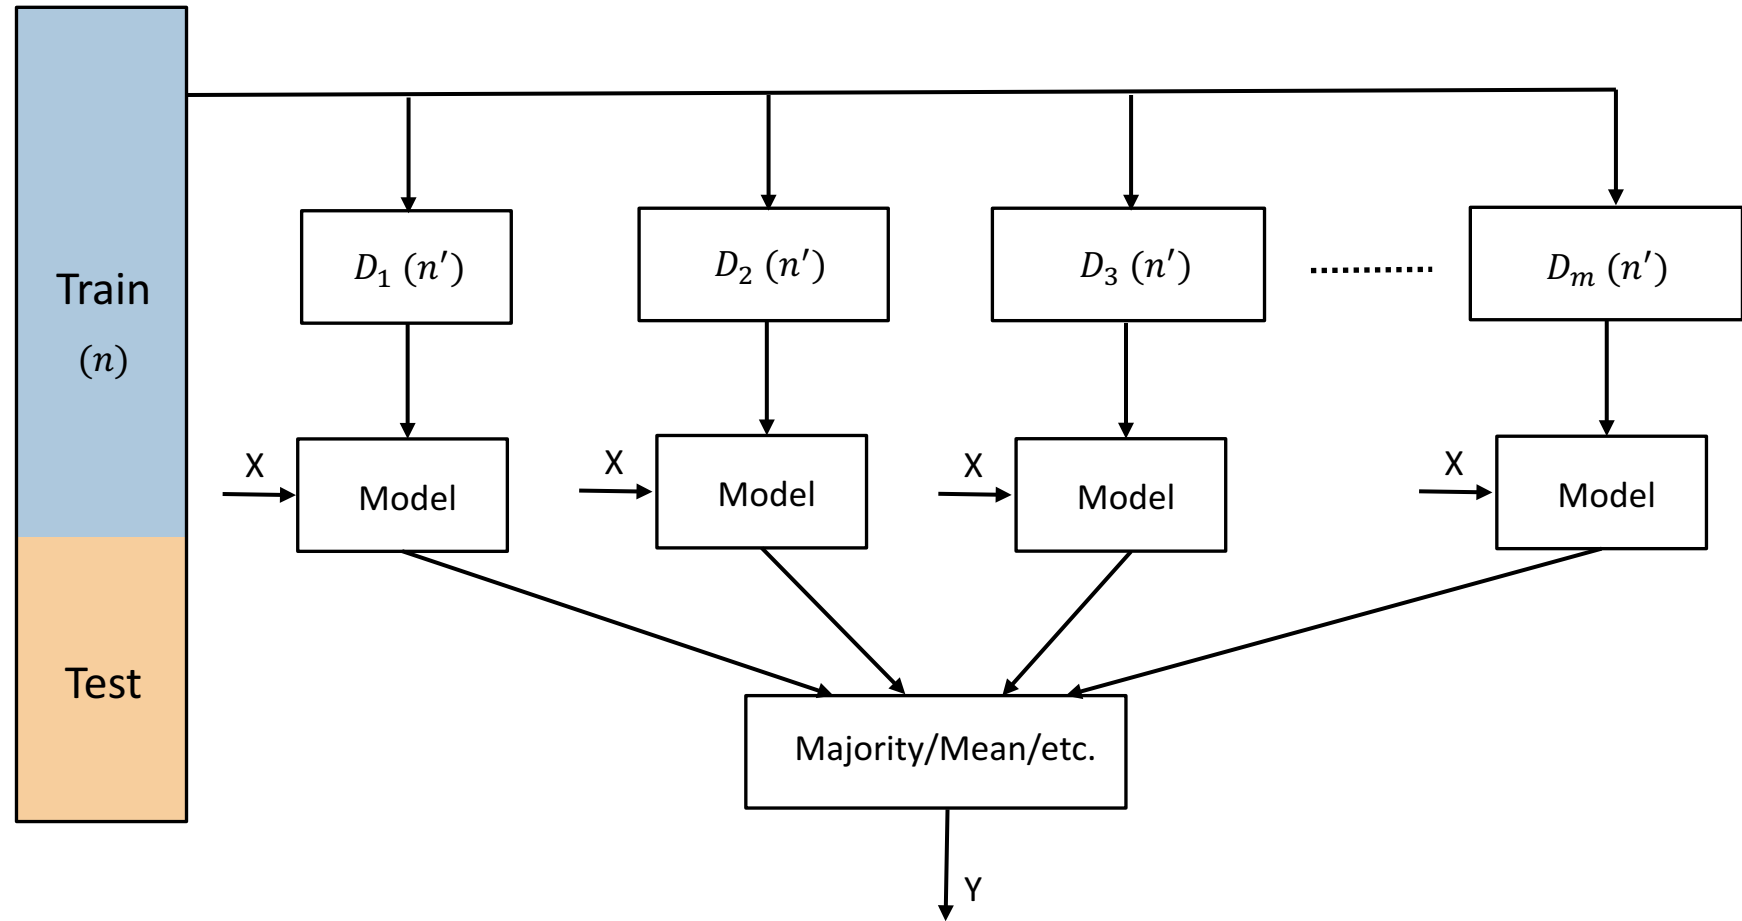 Train
(n)
Test
D₁ (n′)
D₂ (n′)
D₃ (n′)
Dₘ (n′)
X
Model
X
Model
X
Model
X
Model
Majority/Mean/etc.
Y